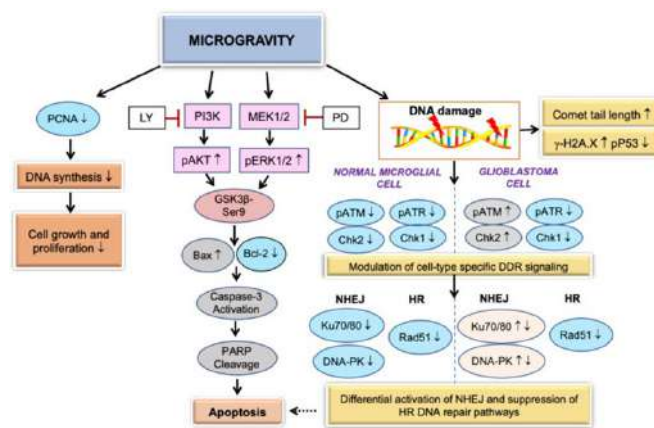 MICROGRAVITY
PCNA ↓
DNA synthesis ↓
Cell growth and
proliferation ↓
LY
PI3K
MEK1/2
PD
pAKT ↑
pERK1/2 ↑
GSK3β-
Ser9
Bax ↑
Bcl-2 ↓
Caspase-3
Activation
PARP
Cleavage
Apoptosis
DNA damage
Comet tail length ↑
γ-H2A.X ↑ pP53 ↓
NORMAL MICROGLIAL
CELL
GLIOBLASTOMA
CELL
pATM ↓
pATR ↓
pATM ↑
pATR ↓
Chk2 ↓
Chk1 ↓
Chk2 ↑
Chk1 ↓
Modulation of cell-type specific DDR signaling
NHEJ
HR
NHEJ
HR
Ku70/80 ↓
Rad51 ↓
Ku70/80 ↑ ↓
Rad51 ↓
DNA-PK ↓
DNA-PK ↑ ↓
Differential activation of NHEJ and suppression of
HR DNA repair pathways